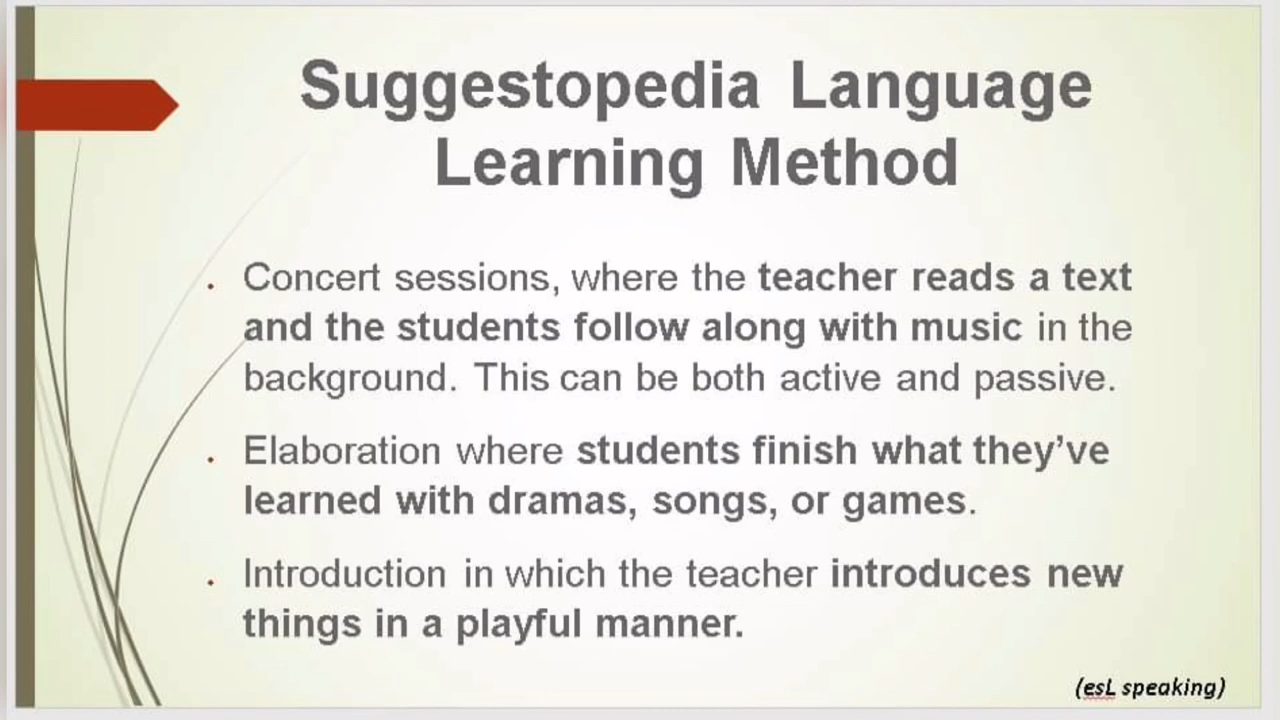 Suggestopedia Language
Learning Method
. Concert sessions, where the teacher reads a text
and the students follow along with music in the
background. This can be both active and passive.
. Elaboration where students finish what they’ve
learned with dramas, songs, or games.
. Introduction in which the teacher introduces new
things in a playful manner.
(esL speaking)